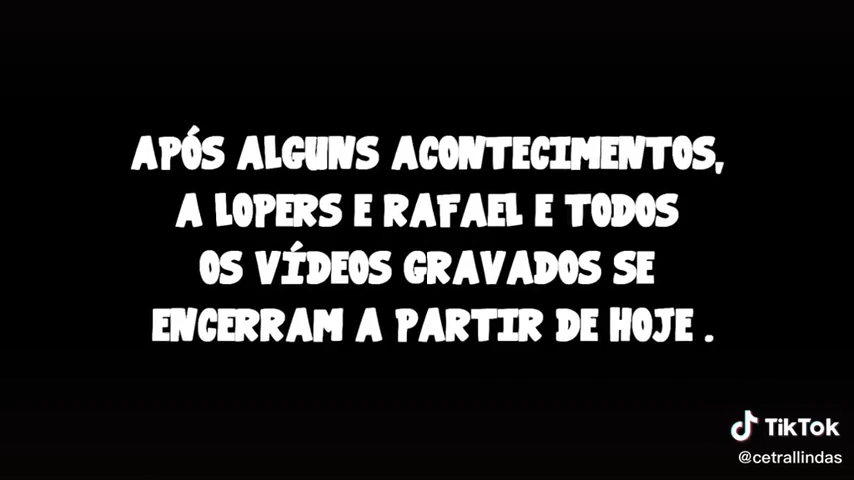 APÓS ALGUNS ACONTECIMENTOS,
A LOPERS E RAFAEL E TODOS
OS VÍDEOS GRAVADOS SE
ENCERRAM A PARTIR DE HOJE .
TikTok
@cetrallindas